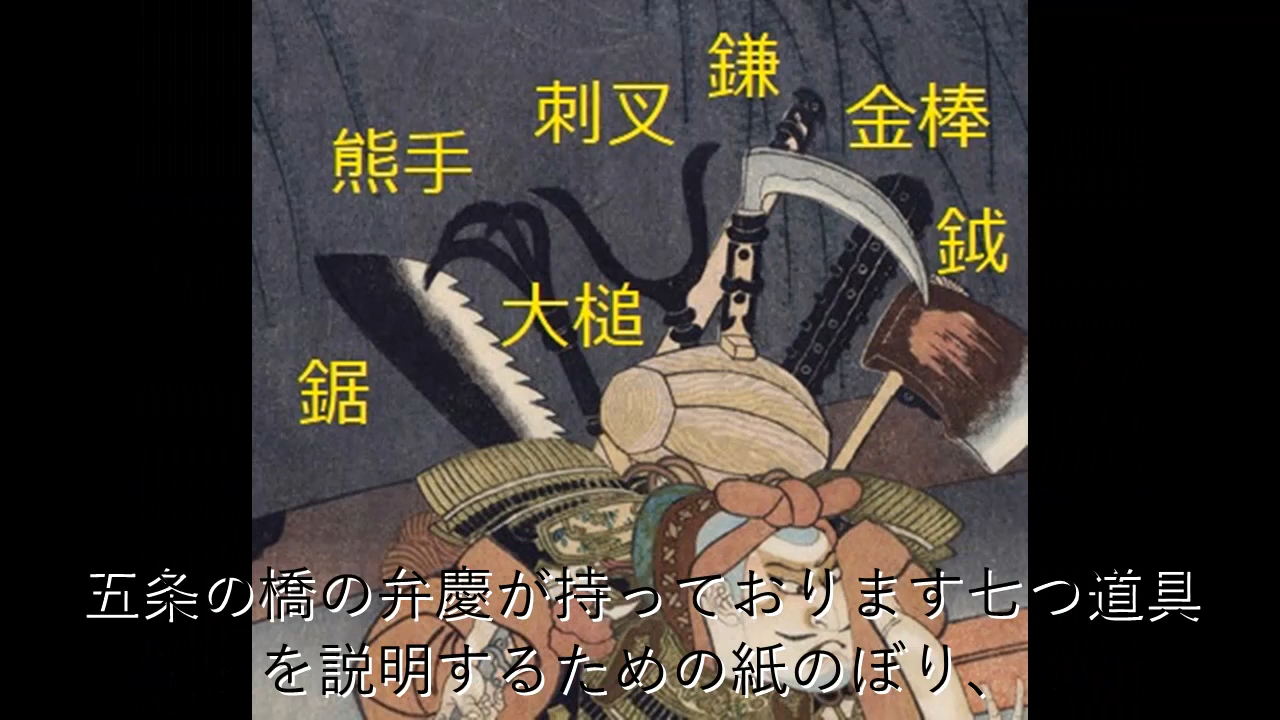 鎌
刺叉
金棒
熊手
鉞
大槌
鋸
五条の橋の弁慶が持っております七つ道具
を説明するための紙のぼり、